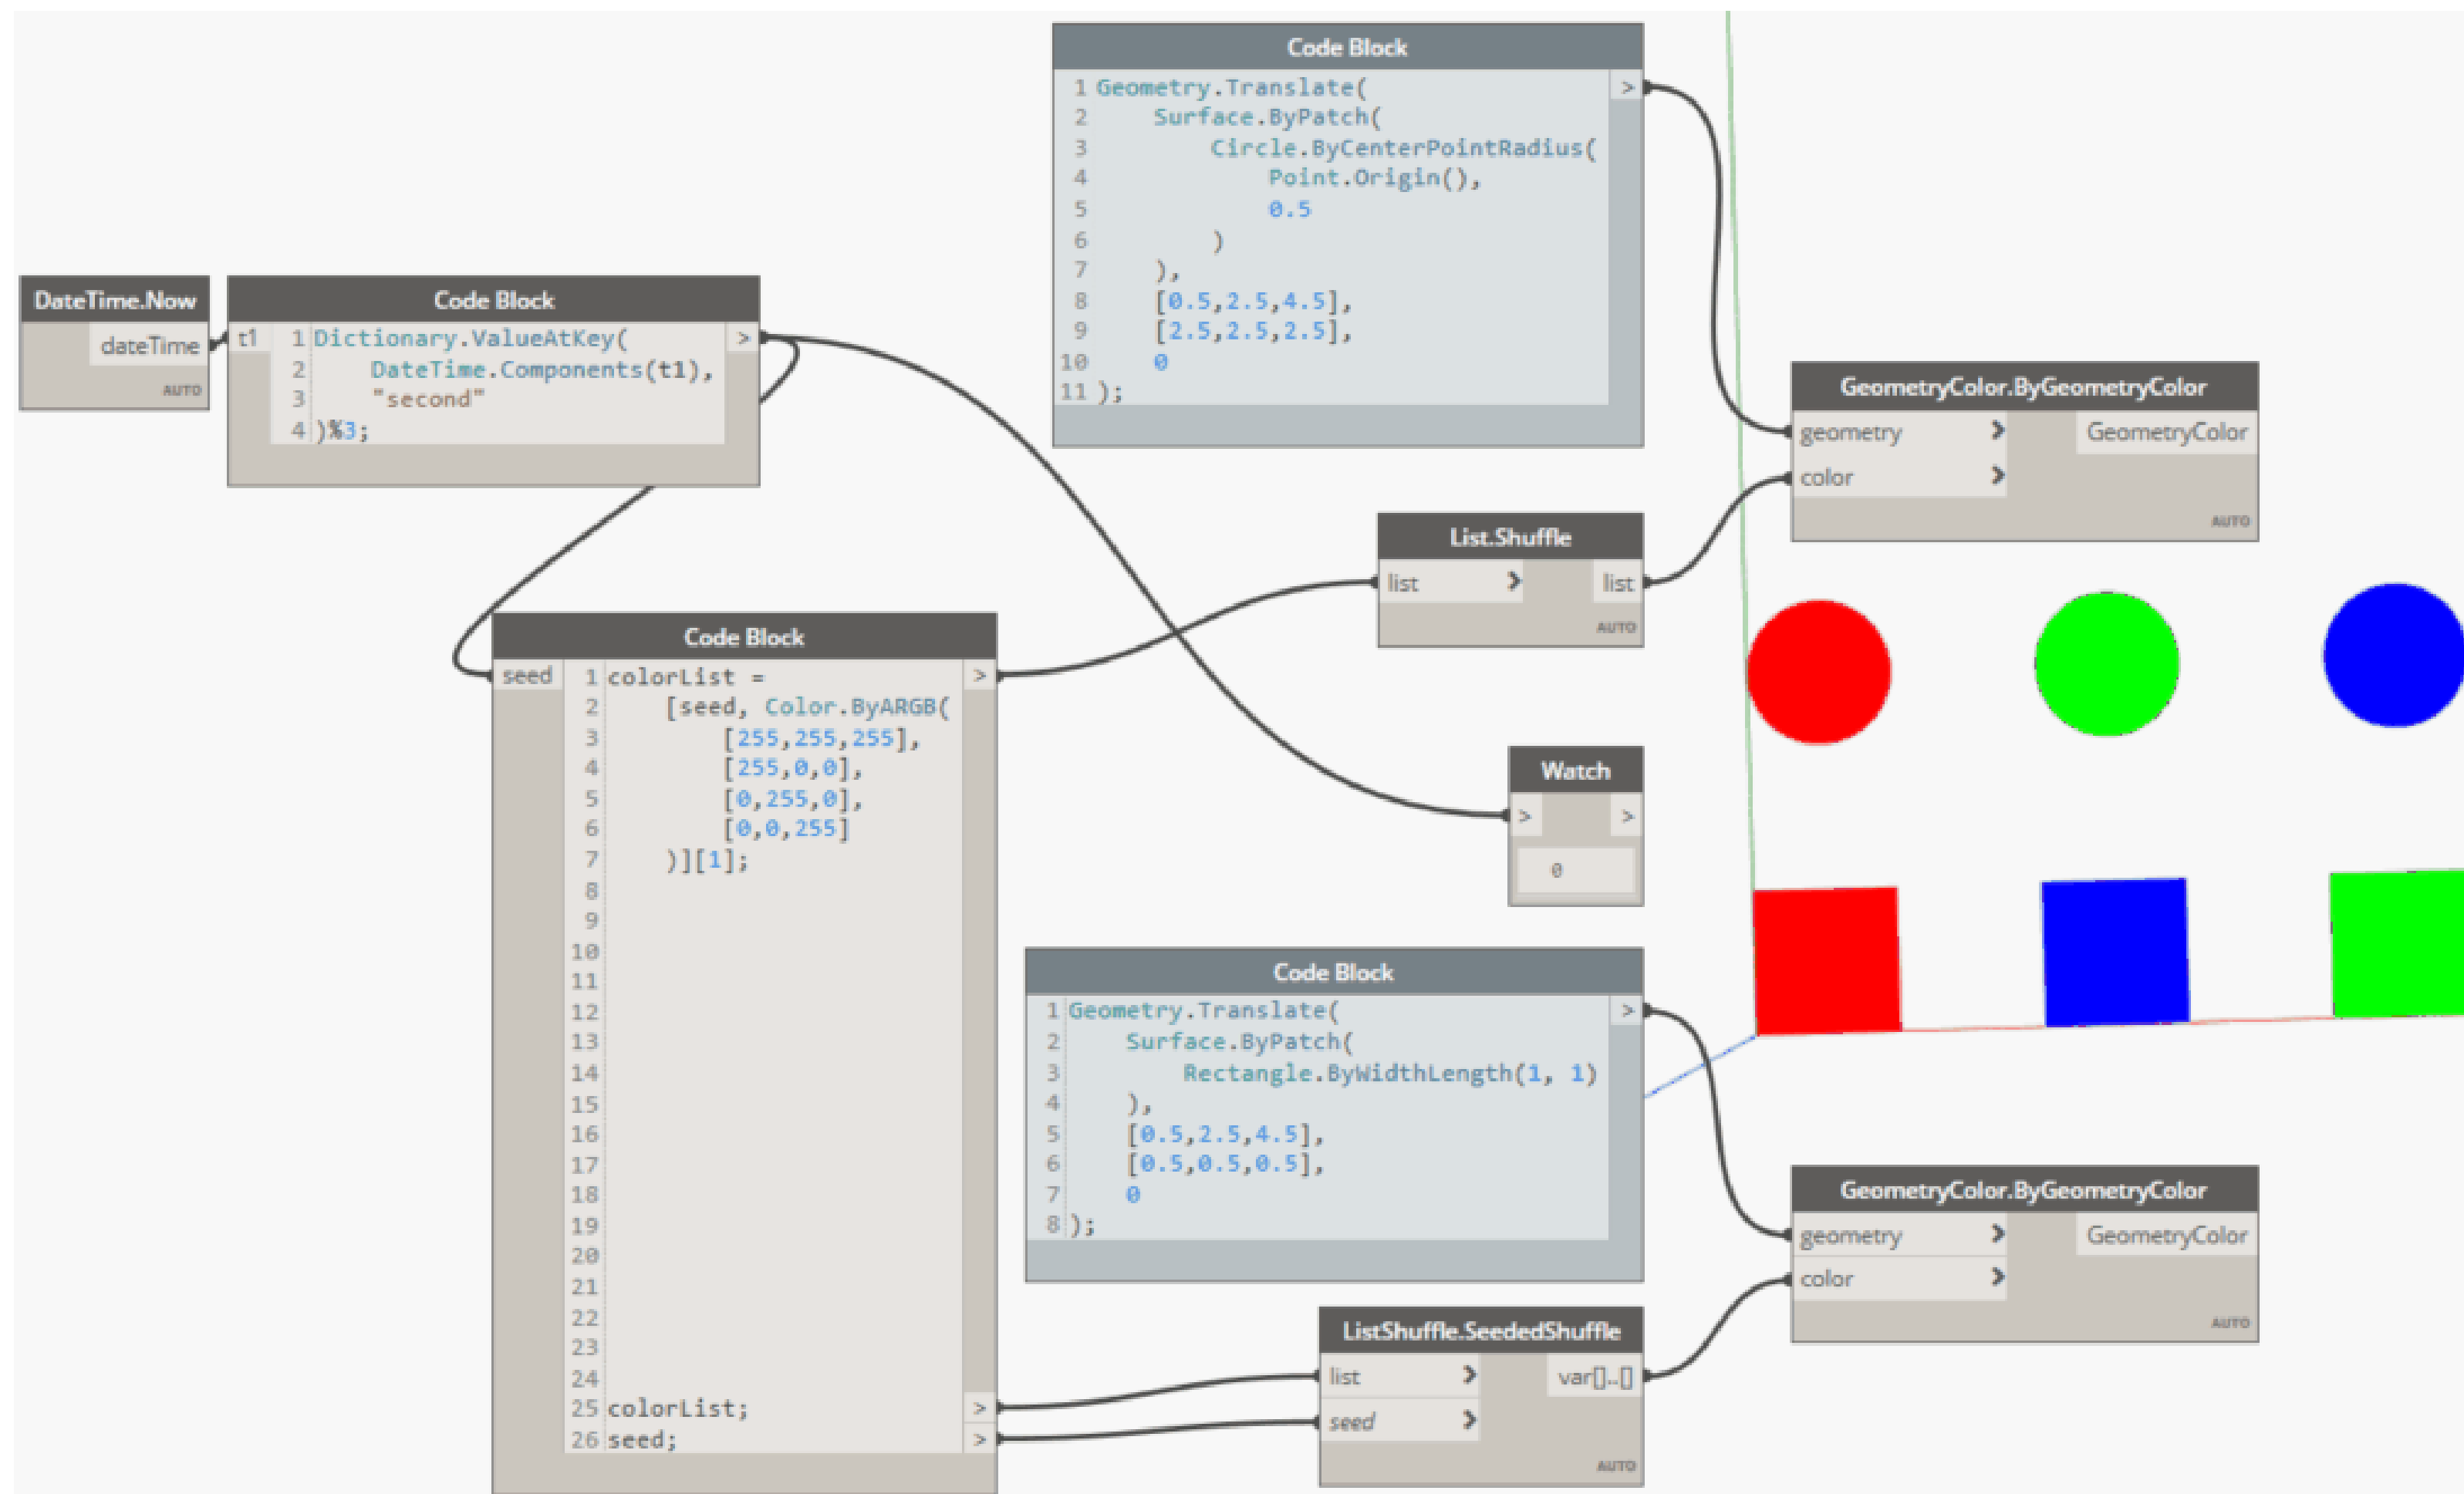 DateTime.Now
dateTime
AUTO
Code Block
t1
>
1 Dictionary.ValueAtKey(
2 DateTime.Components(t1),
3 "second"
4 )%3;
Code Block
>
1 Geometry.Translate(
2 Surface.ByPatch(
3 Circle.ByCenterPointRadius(
4 Point.Origin(),
5 0.5
6 )
7 ),
8 [0.5,2.5,4.5],
9 [2.5,2.5,2.5],
10 0
11 );
GeometryColor.ByGeometryColor
geometry > GeometryColor
color >
AUTO
List.Shuffle
list > list
AUTO
Code Block
seed
>
1 colorList =
2 [seed, Color.ByARGB(
3 [255,255,255],
4 [255,0,0],
5 [0,255,0],
6 [0,0,255]
7 )][1];
8
9
10
11
12
13
14
15
16
17
18
19
20
21
22
23
24
25 colorList; >
26 seed; >
Watch
> >
0
Code Block
>
1 Geometry.Translate(
2 Surface.ByPatch(
3 Rectangle.ByWidthLength(1, 1)
4 ),
5 [0.5,2.5,4.5],
6 [0.5,0.5,0.5],
7 0
8 );
GeometryColor.ByGeometryColor
geometry > GeometryColor
color >
AUTO
ListShuffle.SeededShuffle
list > var[]..[]
seed >
AUTO